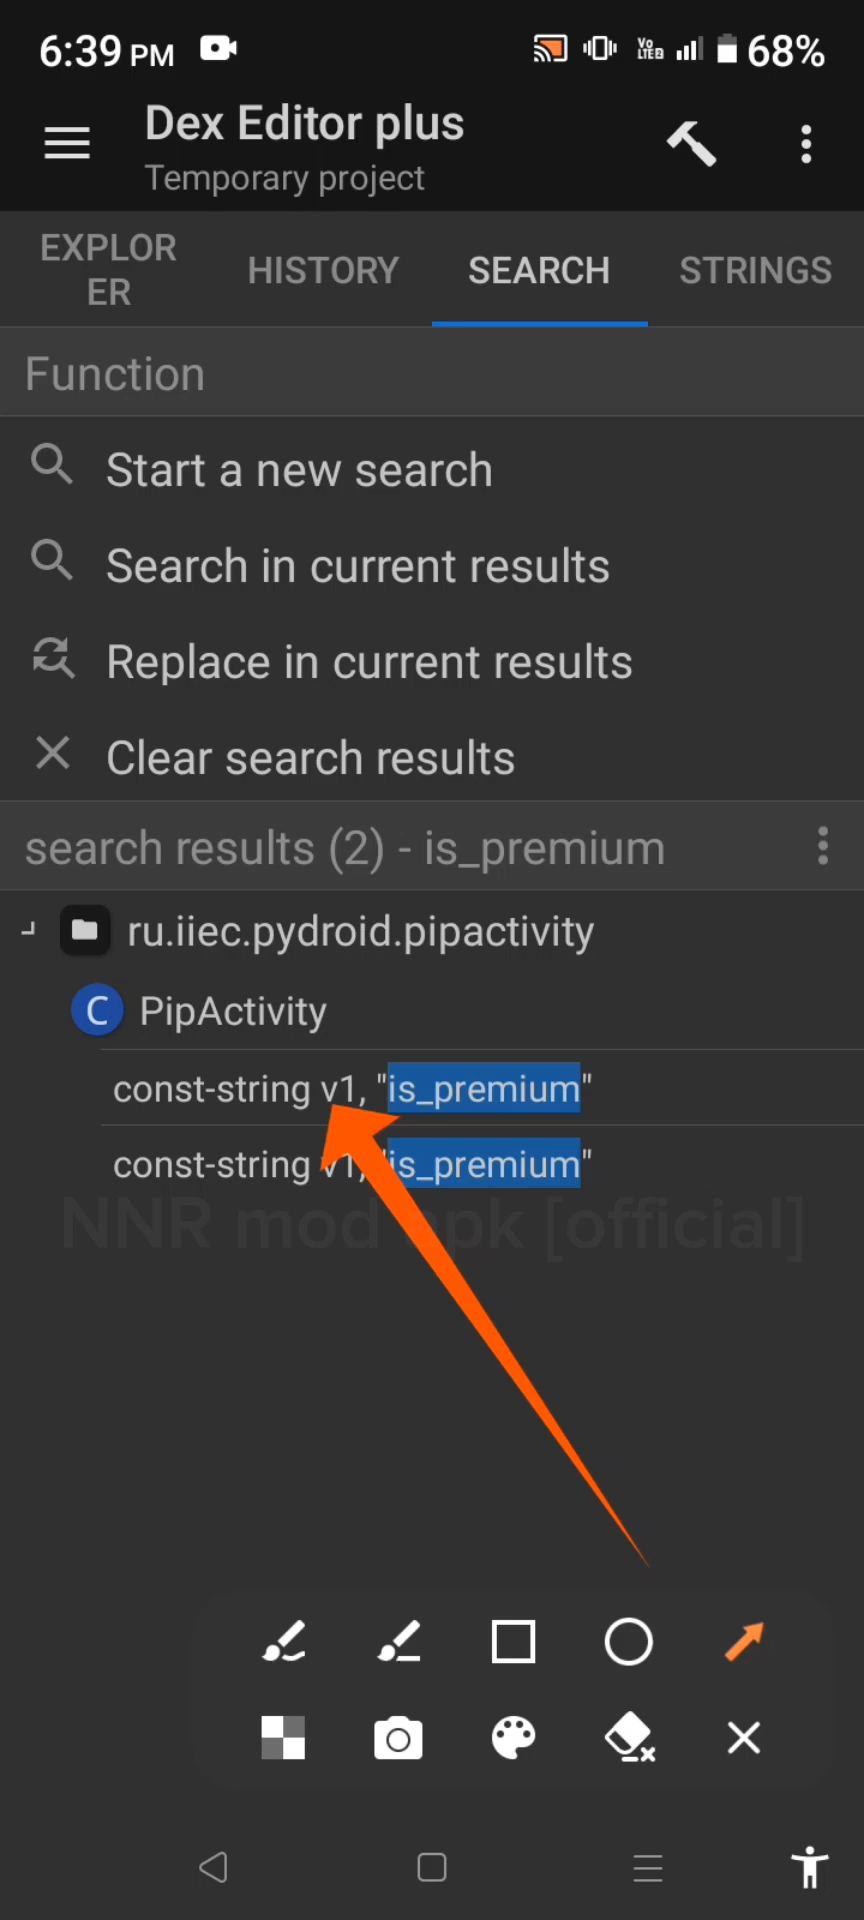 6:39 PM
Vo LTE2
68%
Dex Editor plus
Temporary project
EXPLOR
ER
HISTORY
SEARCH
STRINGS
Function
Start a new search
Search in current results
Replace in current results
Clear search results
search results (2) - is_premium
ru.iiec.pydroid.pipactivity
C PipActivity
const-string v1, "is_premium"
const-string v1, "is_premium"
NNR mod apk [official]